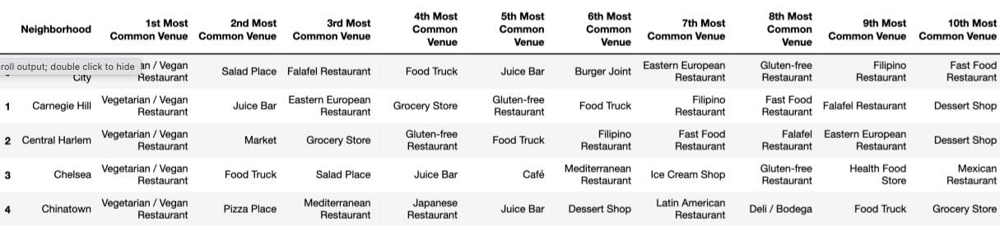 Neighborhood 1st Most Common Venue 2nd Most Common Venue 3rd Most Common Venue 4th Most Common Venue 5th Most Common Venue 6th Most Common Venue 7th Most Common Venue 8th Most Common Venue 9th Most Common Venue 10th Most Common Venue
roll output; double click to hide
City an / Vegan Restaurant Salad Place Falafel Restaurant Food Truck Juice Bar Burger Joint Eastern European Restaurant Gluten-free Restaurant Filipino Restaurant Fast Food Restaurant
1 Carnegie Hill Vegetarian / Vegan Restaurant Juice Bar Eastern European Restaurant Grocery Store Gluten-free Restaurant Food Truck Filipino Restaurant Fast Food Restaurant Falafel Restaurant Dessert Shop
2 Central Harlem Vegetarian / Vegan Restaurant Market Grocery Store Gluten-free Restaurant Food Truck Filipino Restaurant Fast Food Restaurant Falafel Restaurant Eastern European Restaurant Dessert Shop
3 Chelsea Vegetarian / Vegan Restaurant Food Truck Salad Place Juice Bar Café Mediterranean Restaurant Ice Cream Shop Gluten-free Restaurant Health Food Store Mexican Restaurant
4 Chinatown Vegetarian / Vegan Restaurant Pizza Place Mediterranean Restaurant Japanese Restaurant Juice Bar Dessert Shop Latin American Restaurant Deli / Bodega Food Truck Grocery Store